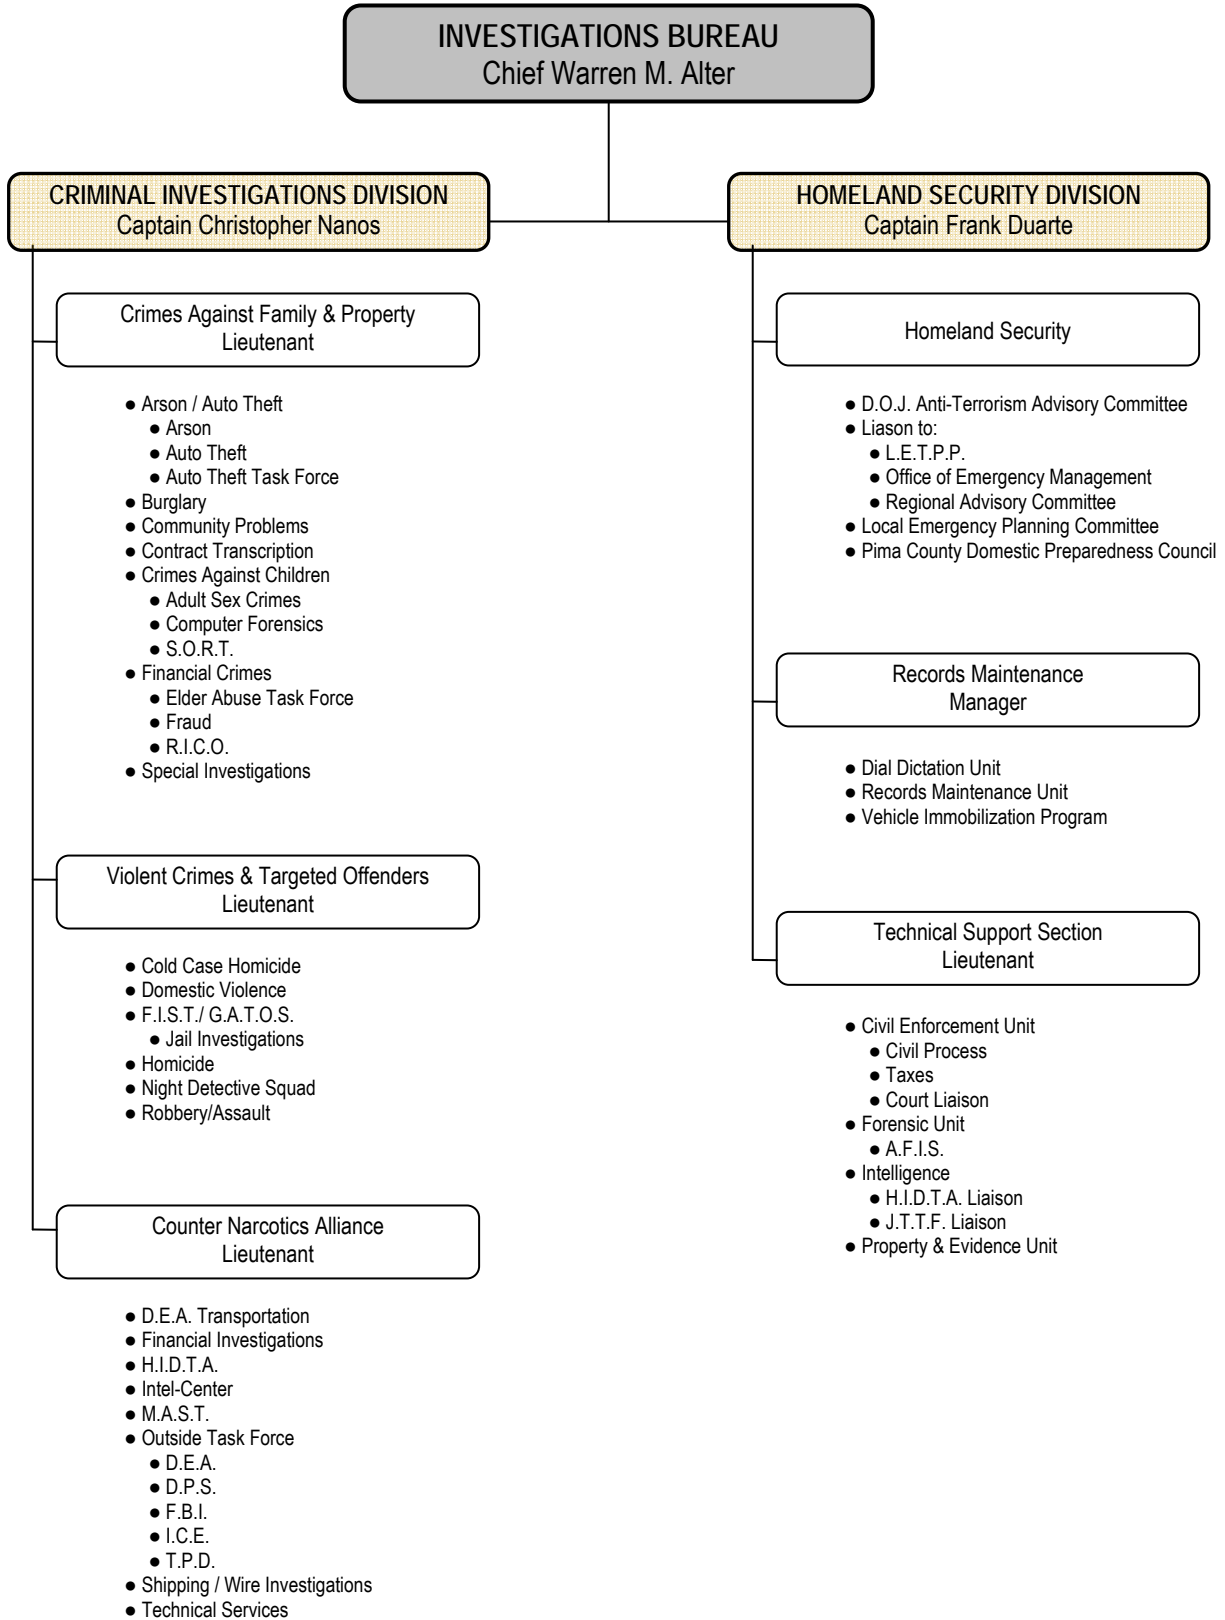 INVESTIGATIONS BUREAU
Chief Warren M. Alter
CRIMINAL INVESTIGATIONS DIVISION
Captain Christopher Nanos
Crimes Against Family & Property
Lieutenant
● Arson / Auto Theft
● Arson
● Auto Theft
● Auto Theft Task Force
● Burglary
● Community Problems
● Contract Transcription
● Crimes Against Children
● Adult Sex Crimes
● Computer Forensics
● S.O.R.T.
● Financial Crimes
● Elder Abuse Task Force
● Fraud
● R.I.C.O.
● Special Investigations
Violent Crimes & Targeted Offenders
Lieutenant
● Cold Case Homicide
● Domestic Violence
● F.I.S.T./ G.A.T.O.S.
● Jail Investigations
● Homicide
● Night Detective Squad
● Robbery/Assault
Counter Narcotics Alliance
Lieutenant
● D.E.A. Transportation
● Financial Investigations
● H.I.D.T.A.
● Intel-Center
● M.A.S.T.
● Outside Task Force
● D.E.A.
● D.P.S.
● F.B.I.
● I.C.E.
● T.P.D.
● Shipping / Wire Investigations
● Technical Services
HOMELAND SECURITY DIVISION
Captain Frank Duarte
Homeland Security
● D.O.J. Anti-Terrorism Advisory Committee
● Liason to:
● L.E.T.P.P.
● Office of Emergency Management
● Regional Advisory Committee
● Local Emergency Planning Committee
● Pima County Domestic Preparedness Council
Records Maintenance
Manager
● Dial Dictation Unit
● Records Maintenance Unit
● Vehicle Immobilization Program
Technical Support Section
Lieutenant
● Civil Enforcement Unit
● Civil Process
● Taxes
● Court Liaison
● Forensic Unit
● A.F.I.S.
● Intelligence
● H.I.D.T.A. Liaison
● J.T.T.F. Liaison
● Property & Evidence Unit